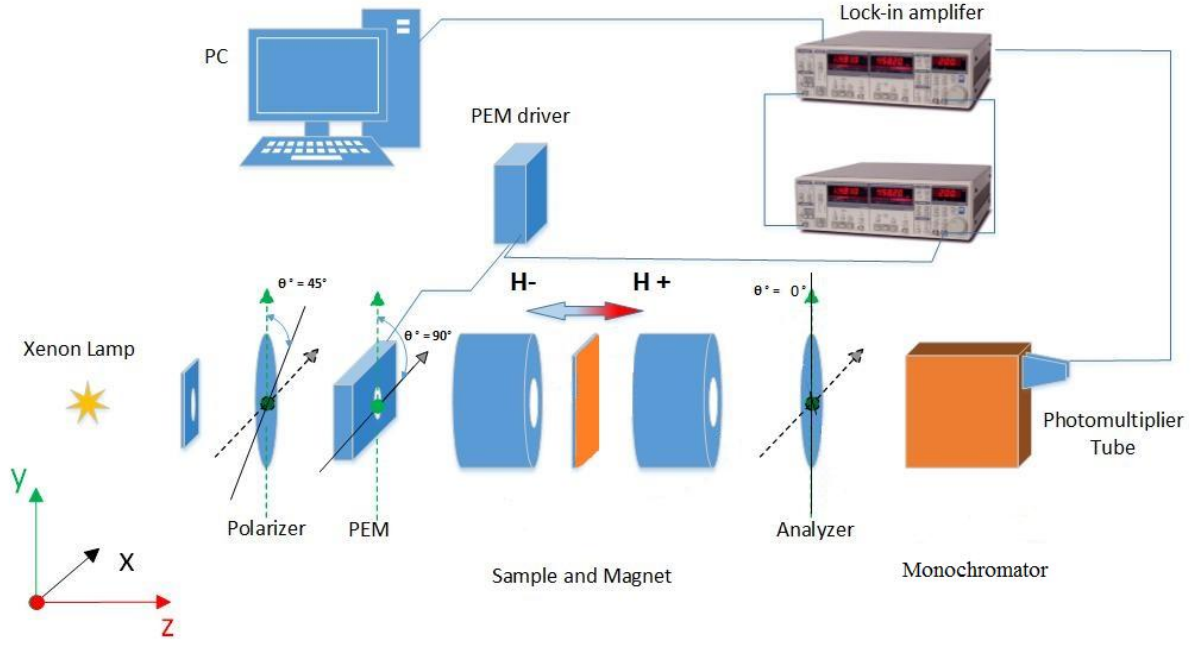 Lock-in amplifer
PC
PEM driver
H-
H +
θ° = 45°
θ° = 90°
θ° = 0°
Xenon Lamp
Photomultiplier
Tube
y
x
z
Polarizer
PEM
Analyzer
Sample and Magnet
Monochromator